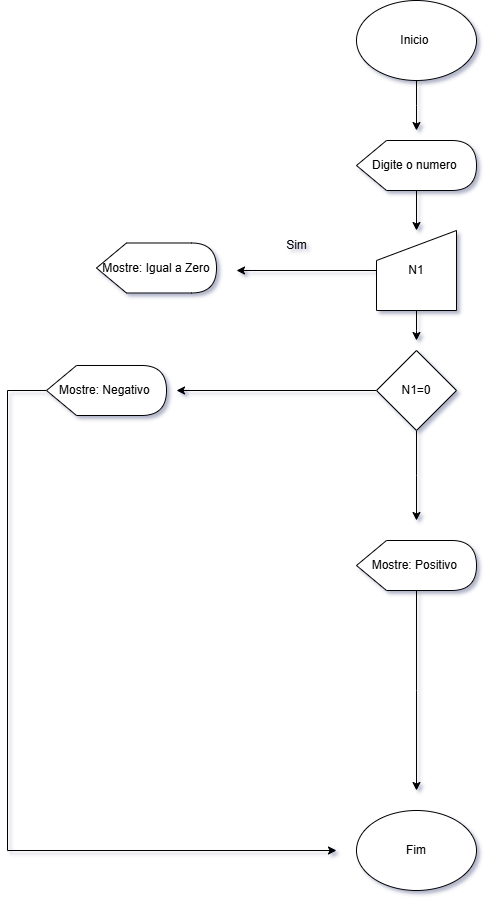 Inicio
Digite o numero
Sim
Mostre: Igual a Zero
N1
Mostre: Negativo
N1=0
Mostre: Positivo
Fim